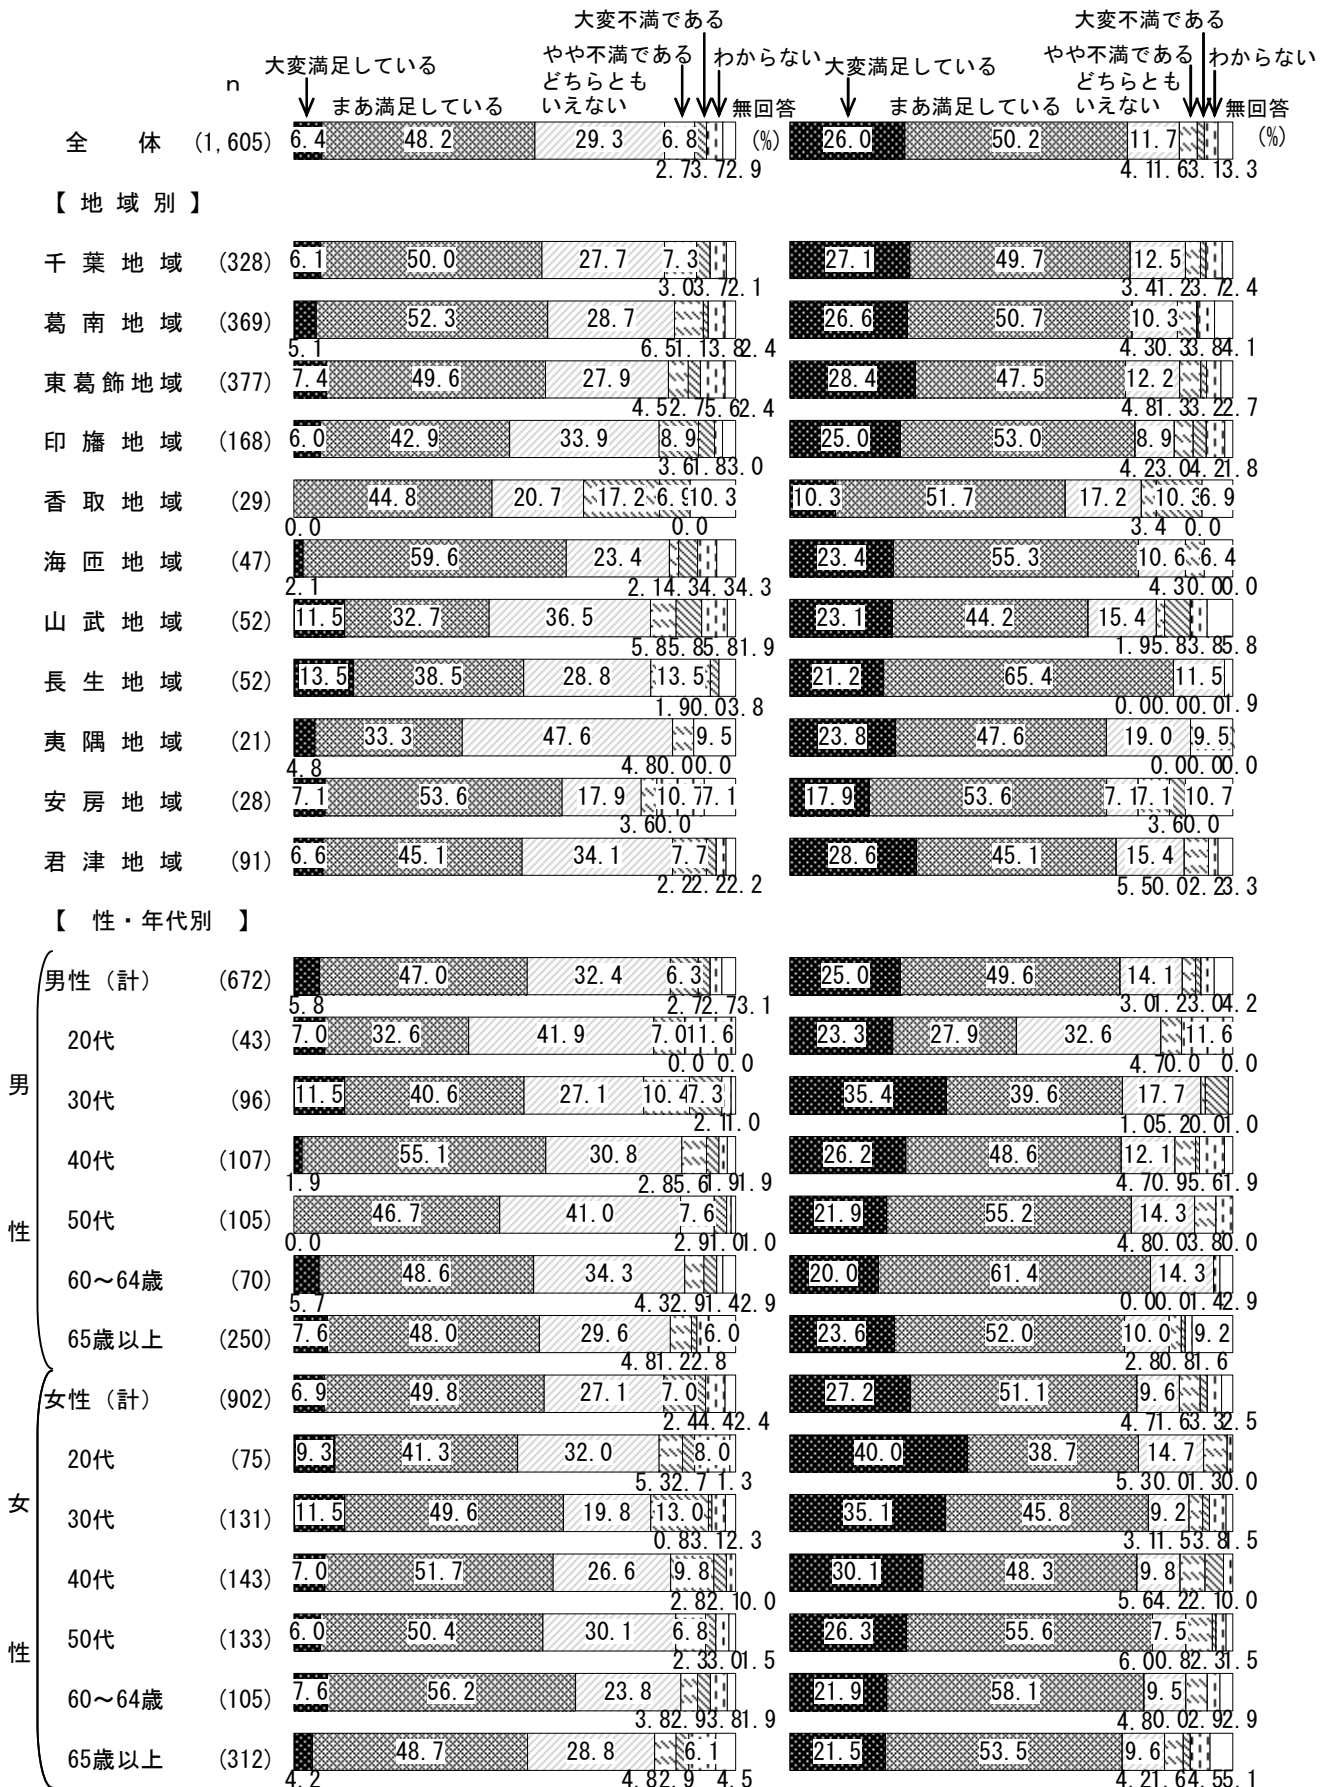 大変不満である 大変不満である
やや不満である わからない やや不満である わからない
大変満足している 大変満足している
n どちらとも どちらとも
まあ満足している いえない 無回答 まあ満足している いえない 無回答
全 体 (1,605) 6.4 48.2 29.3 6.8 (%) 26.0 50.2 11.7 (%)
2.7 3.7 2.9 4.1 1.6 3.1 3.3
【 地 域 別 】
千 葉 地 域 (328) 6.1 50.0 27.7 7.3 27.1 49.7 12.5
3.0 3.7 2.1 3.4 1.2 3.7 2.4
葛 南 地 域 (369) 52.3 28.7 26.6 50.7 10.3
5.1 6.5 1.1 3.8 2.4 4.3 0.3 3.8 4.1
東葛飾地域 (377) 7.4 49.6 27.9 28.4 47.5 12.2
4.5 2.7 5.6 2.4 4.8 1.3 3.2 2.7
印 旛 地 域 (168) 6.0 42.9 33.9 8.9 25.0 53.0 8.9
3.6 1.8 3.0 4.2 3.0 4.2 1.8
香 取 地 域 (29) 44.8 20.7 17.2 6.9 10.3 10.3 51.7 17.2 10.3 6.9
0.0 0.0 3.4 0.0
海 匝 地 域 (47) 59.6 23.4 23.4 55.3 10.6 6.4
2.1 2.1 4.3 4.3 4.3 4.3 0.0 0.0
山 武 地 域 (52) 11.5 32.7 36.5 23.1 44.2 15.4
5.8 5.8 5.8 1.9 1.9 5.8 3.8 5.8
長 生 地 域 (52) 13.5 38.5 28.8 13.5 21.2 65.4 11.5
1.9 0.0 3.8 0.0 0.0 0.0 1.9
夷 隅 地 域 (21) 33.3 47.6 9.5 23.8 47.6 19.0 9.5
4.8 4.8 0.0 0.0 0.0 0.0 0.0
安 房 地 域 (28) 7.1 53.6 17.9 10.7 7.1 17.9 53.6 7.1 7.1 10.7
3.6 0.0 3.6 0.0
君 津 地 域 (91) 6.6 45.1 34.1 7.7 28.6 45.1 15.4
2.2 2.2 2.2 5.5 0.0 2.2 3.3
【 性・年代別 】
男性（計） (672) 47.0 32.4 6.3 25.0 49.6 14.1
5.8 2.7 2.7 3.1 3.0 1.2 3.0 4.2
20代 (43) 7.0 32.6 41.9 7.0 11.6 23.3 27.9 32.6 11.6
0.0 0.0 4.7 0.0 0.0
男
30代 (96) 11.5 40.6 27.1 10.4 7.3 35.4 39.6 17.7
2.1 1.0 1.0 5.2 0.0 1.0
40代 (107) 55.1 30.8 26.2 48.6 12.1
1.9 2.8 5.6 1.9 1.9 4.7 0.9 5.6 1.9
性
50代 (105) 46.7 41.0 7.6 21.9 55.2 14.3
0.0 2.9 1.0 1.0 4.8 0.0 3.8 0.0
60～64歳 (70) 48.6 34.3 20.0 61.4 14.3
5.7 4.3 2.9 1.4 2.9 0.0 0.0 1.4 2.9
65歳以上 (250) 7.6 48.0 29.6 6.0 23.6 52.0 10.0 9.2
4.8 1.2 2.8 2.8 0.8 1.6
女性（計） (902) 6.9 49.8 27.1 7.0 27.2 51.1 9.6
2.4 4.4 2.4 4.7 1.6 3.3 2.5
20代 (75) 9.3 41.3 32.0 8.0 40.0 38.7 14.7
5.3 2.7 1.3 5.3 0.0 1.3 0.0
女
30代 (131) 11.5 49.6 19.8 13.0 35.1 45.8 9.2
0.8 3.1 2.3 3.1 1.5 3.8 1.5
40代 (143) 7.0 51.7 26.6 9.8 30.1 48.3 9.8
2.8 2.1 0.0 5.6 4.2 2.1 0.0
性
50代 (133) 6.0 50.4 30.1 6.8 26.3 55.6 7.5
2.3 3.0 1.5 6.0 0.8 2.3 1.5
60～64歳 (105) 7.6 56.2 23.8 21.9 58.1 9.5
3.8 2.9 3.8 1.9 4.8 0.0 2.9 2.9
65歳以上 (312) 48.7 28.8 6.1 21.5 53.5 9.6
4.2 4.8 2.9 4.5 4.2 1.6 4.5 5.1